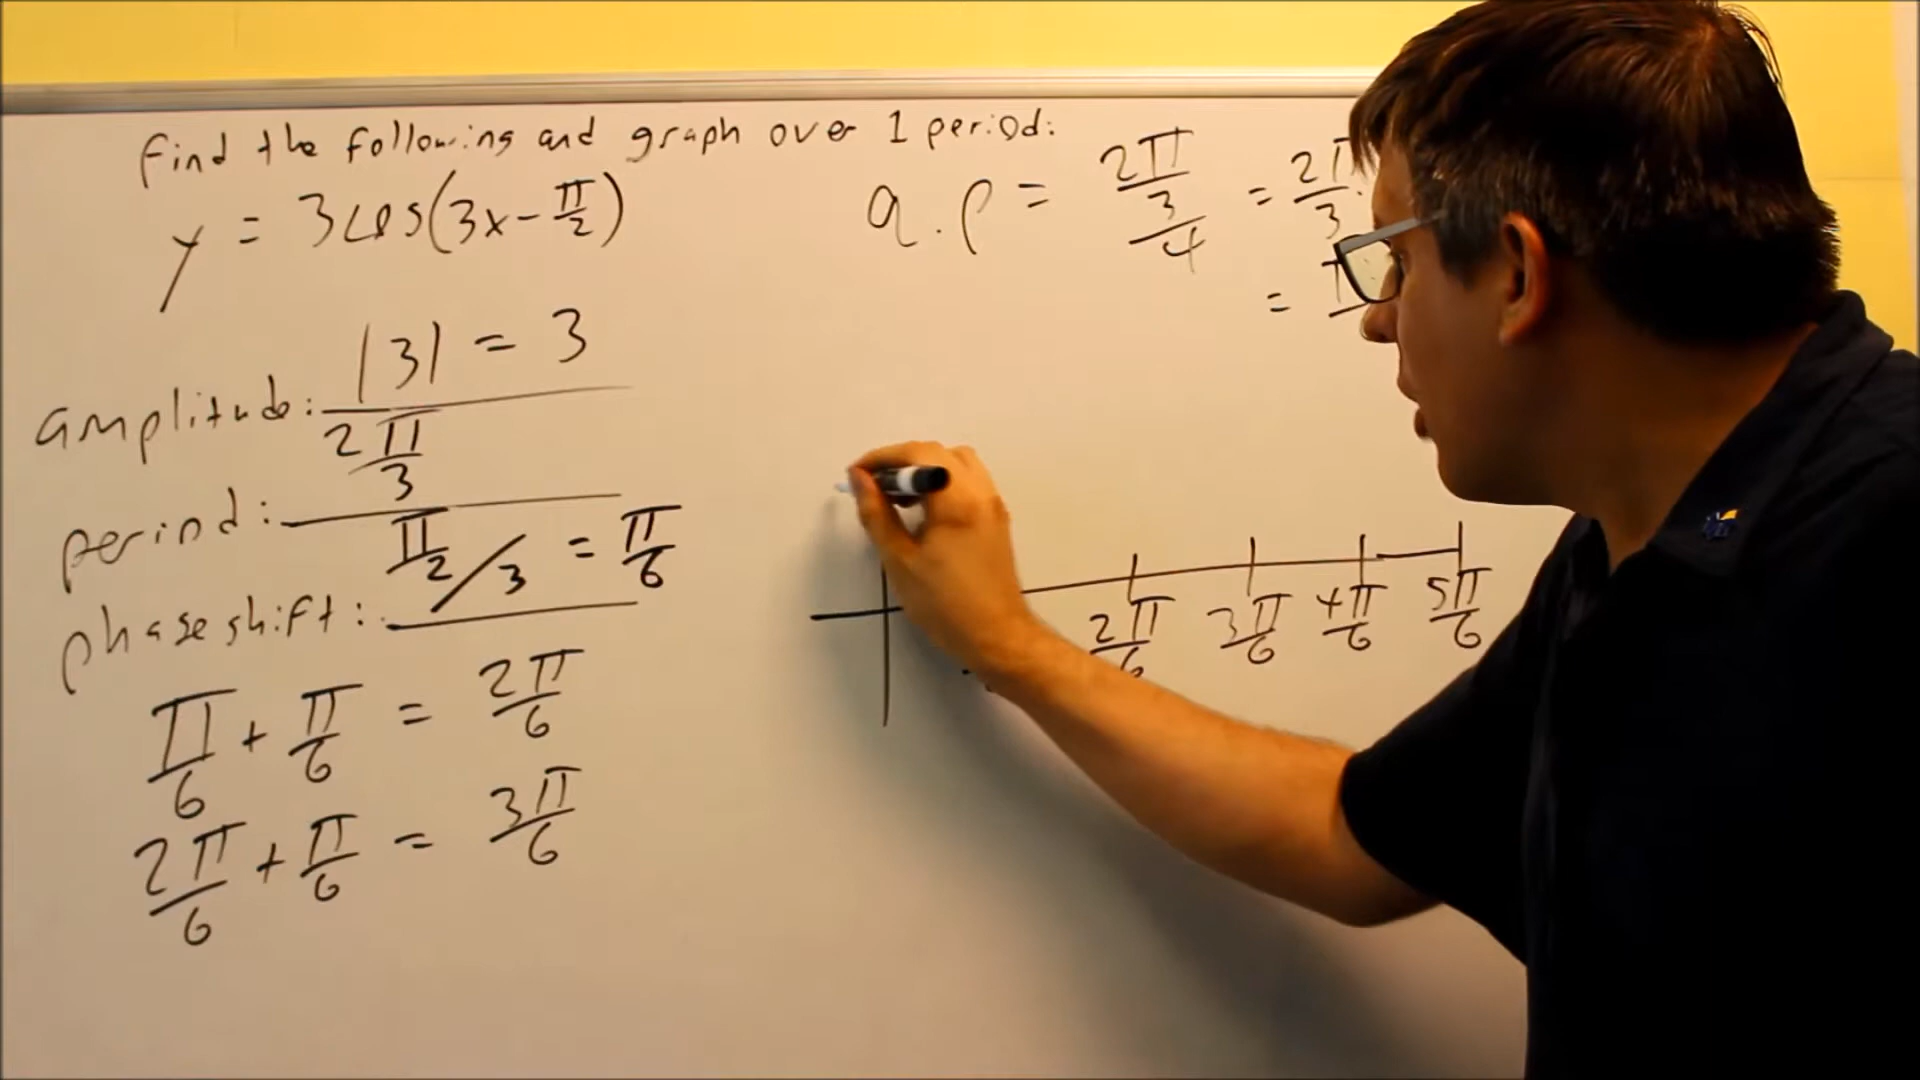 Find the following and graph over 1 period:
y = 3cos(3x - π/2)
amplitude: |3| = 3
period: 2π/3
phase shift: π/2 / 3 = π/6
π/6 + π/6 = 2π/6
2π/6 + π/6 = 3π/6
q.p = 2π/3/4 = 2π/3 ·
=
2π/6 3π/6 4π/6 5π/6